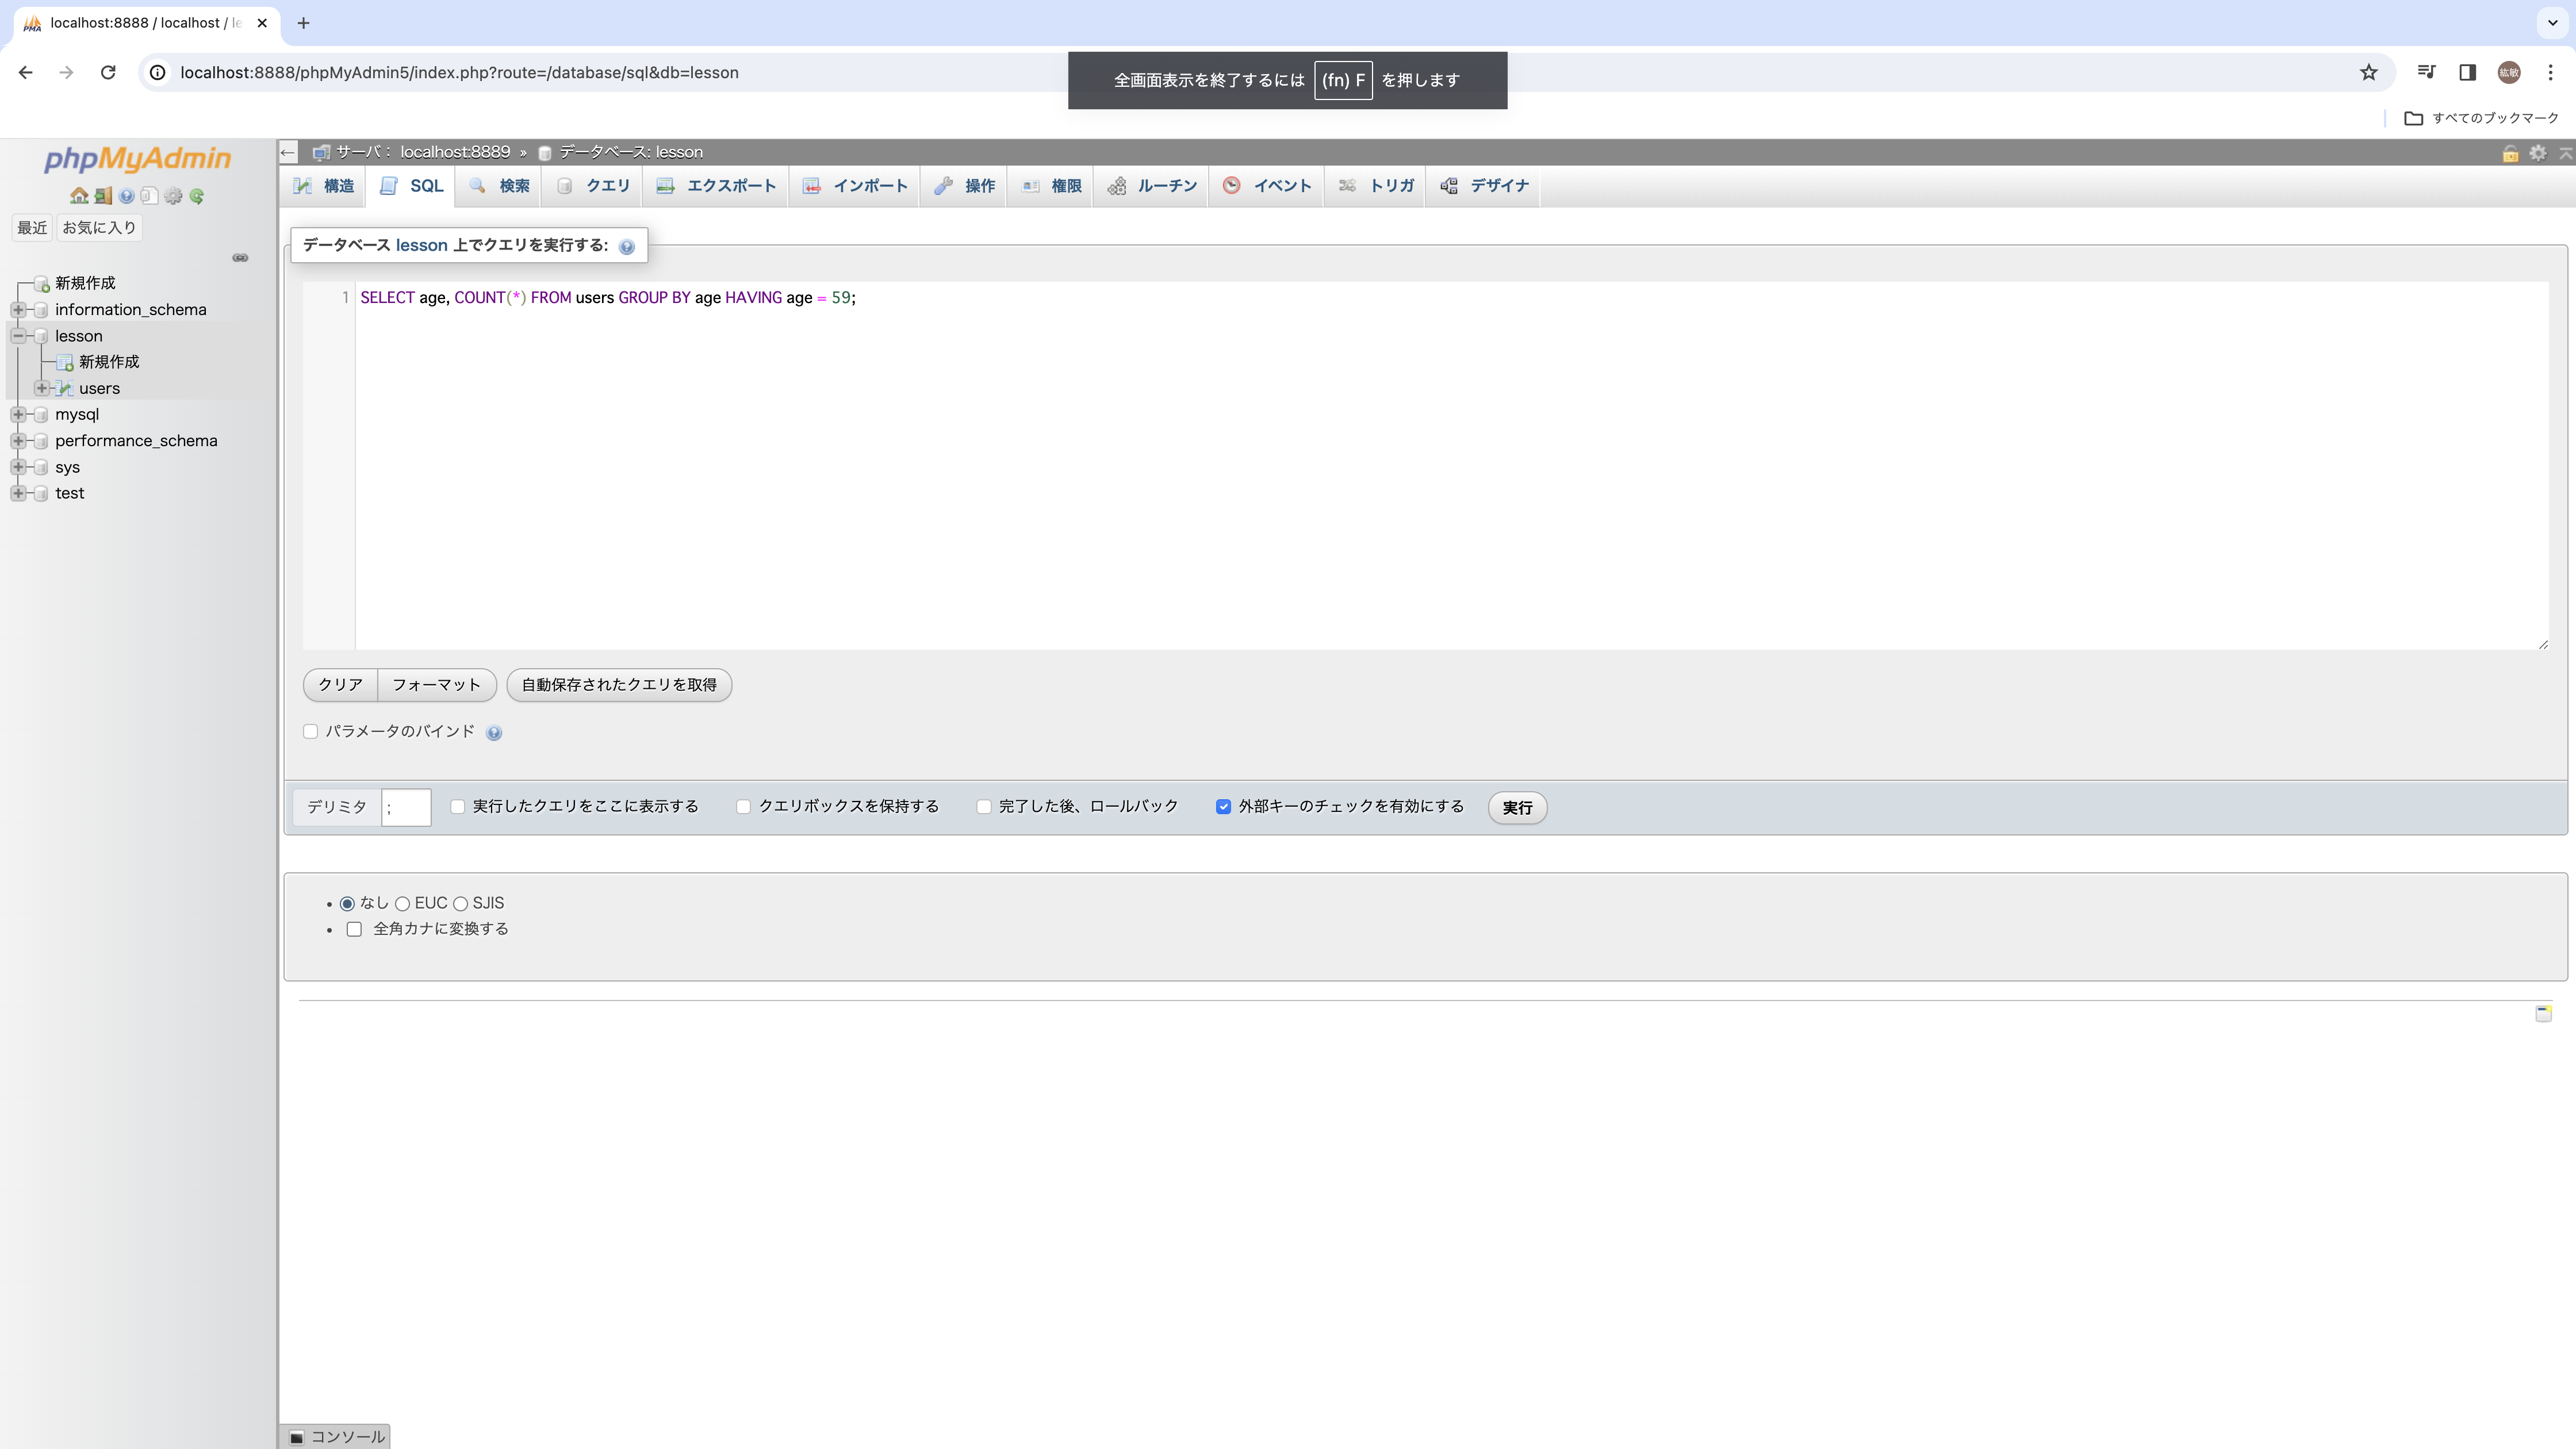 localhost:8888 / localhost / le
localhost:8888/phpMyAdmin5/index.php?route=/database/sql&db=lesson
全画面表示を終了するには (fn) F を押します
紘敏
すべてのブックマーク
phpMyAdmin
最近 お気に入り
新規作成
information_schema
lesson
新規作成
users
mysql
performance_schema
sys
test
サーバ： localhost:8889 » データベース: lesson
構造 SQL 検索 クエリ エクスポート インポート 操作 権限 ルーチン イベント トリガ デザイナ
データベース lesson 上でクエリを実行する:
1 SELECT age, COUNT(*) FROM users GROUP BY age HAVING age = 59;
クリア フォーマット 自動保存されたクエリを取得
パラメータのバインド
デリミタ ; 実行したクエリをここに表示する クエリボックスを保持する 完了した後、ロールバック 外部キーのチェックを有効にする 実行
なし EUC SJIS
全角カナに変換する
コンソール